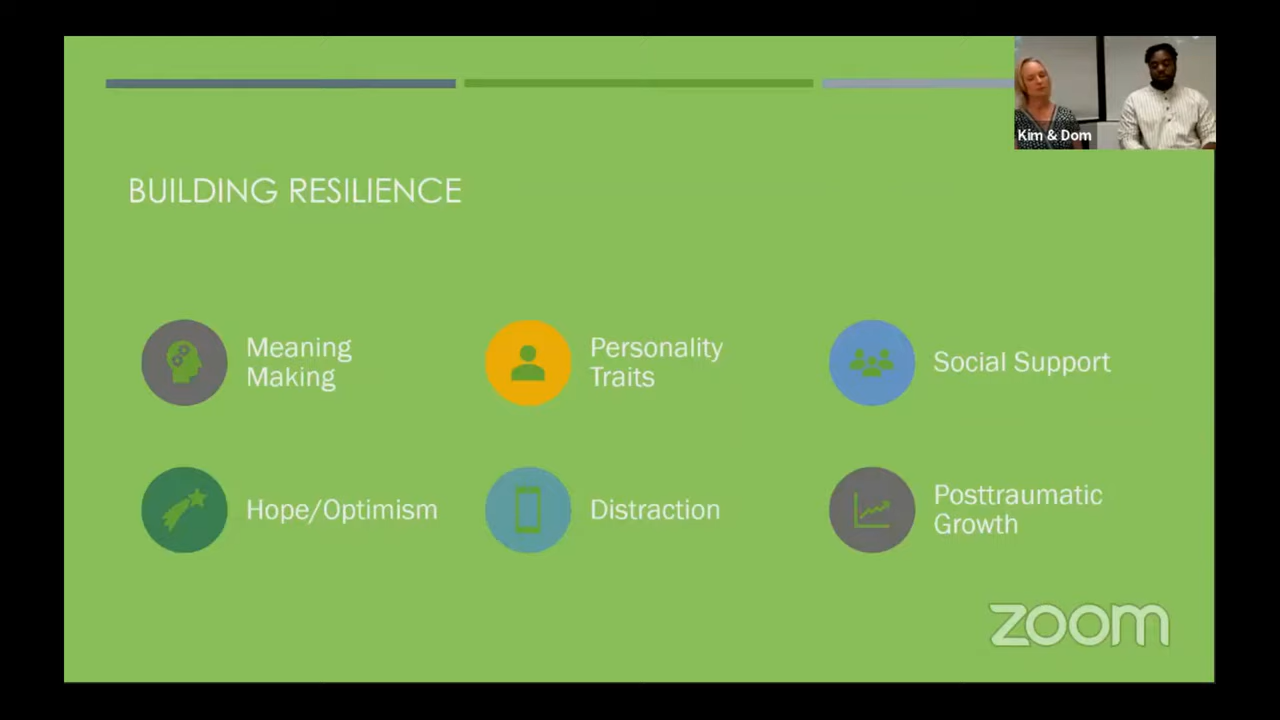 Kim & Dom
BUILDING RESILIENCE
Meaning
Making
Personality
Traits
Social Support
Hope/Optimism
Distraction
Posttraumatic
Growth
zoom